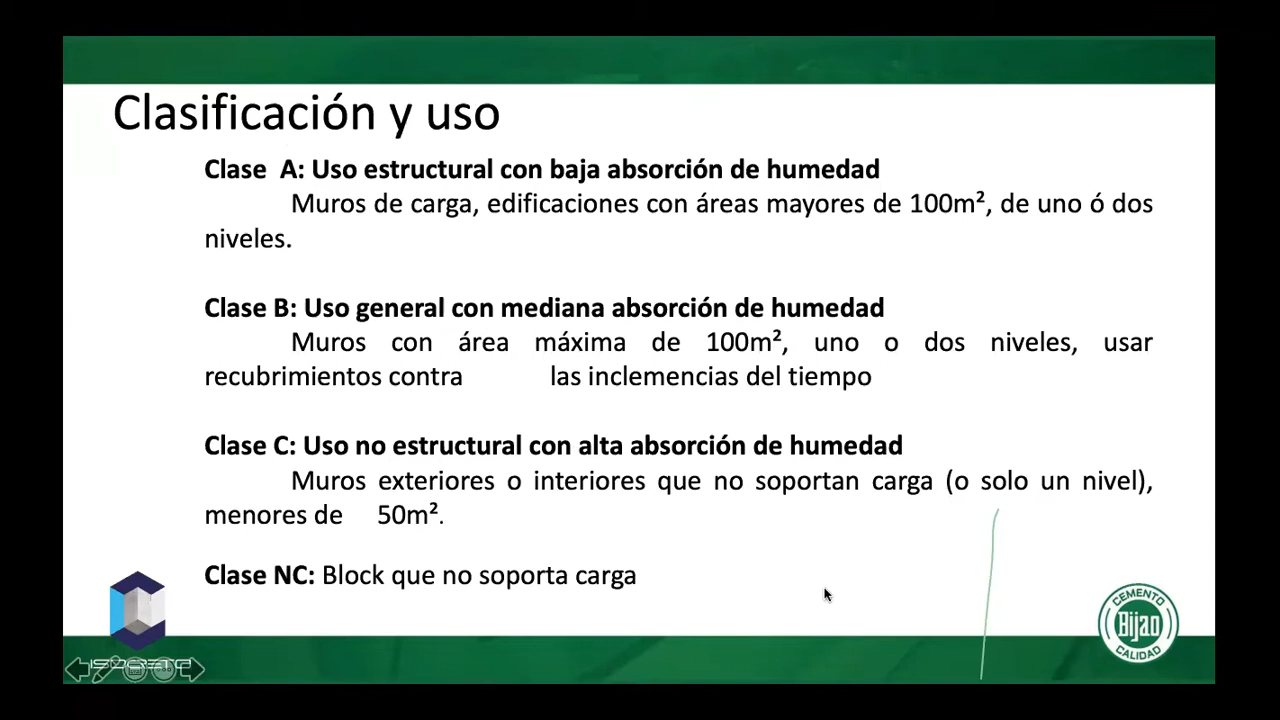 Clasificación y uso
Clase A: Uso estructural con baja absorción de humedad
Muros de carga, edificaciones con áreas mayores de 100m², de uno ó dos
niveles.
Clase B: Uso general con mediana absorción de humedad
Muros con área máxima de 100m², uno o dos niveles, usar
recubrimientos contra las inclemencias del tiempo
Clase C: Uso no estructural con alta absorción de humedad
Muros exteriores o interiores que no soportan carga (o solo un nivel),
menores de 50m².
Clase NC: Block que no soporta carga
CEMENTO
Bijao
CALIDAD
ISOCRETO